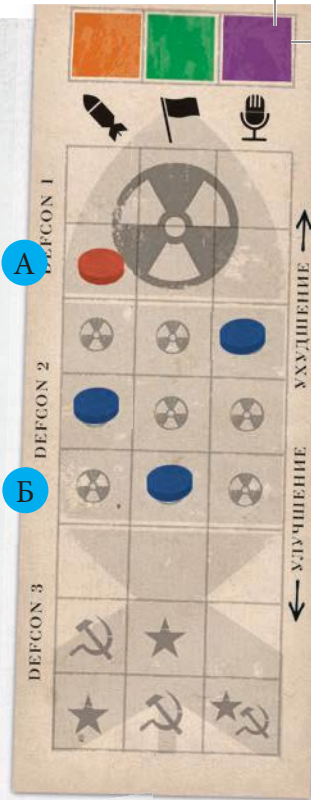 DEFCON 1
А
УХУДШЕНИЕ
DEFCON 2
Б
УЛУЧШЕНИЕ
DEFCON 3